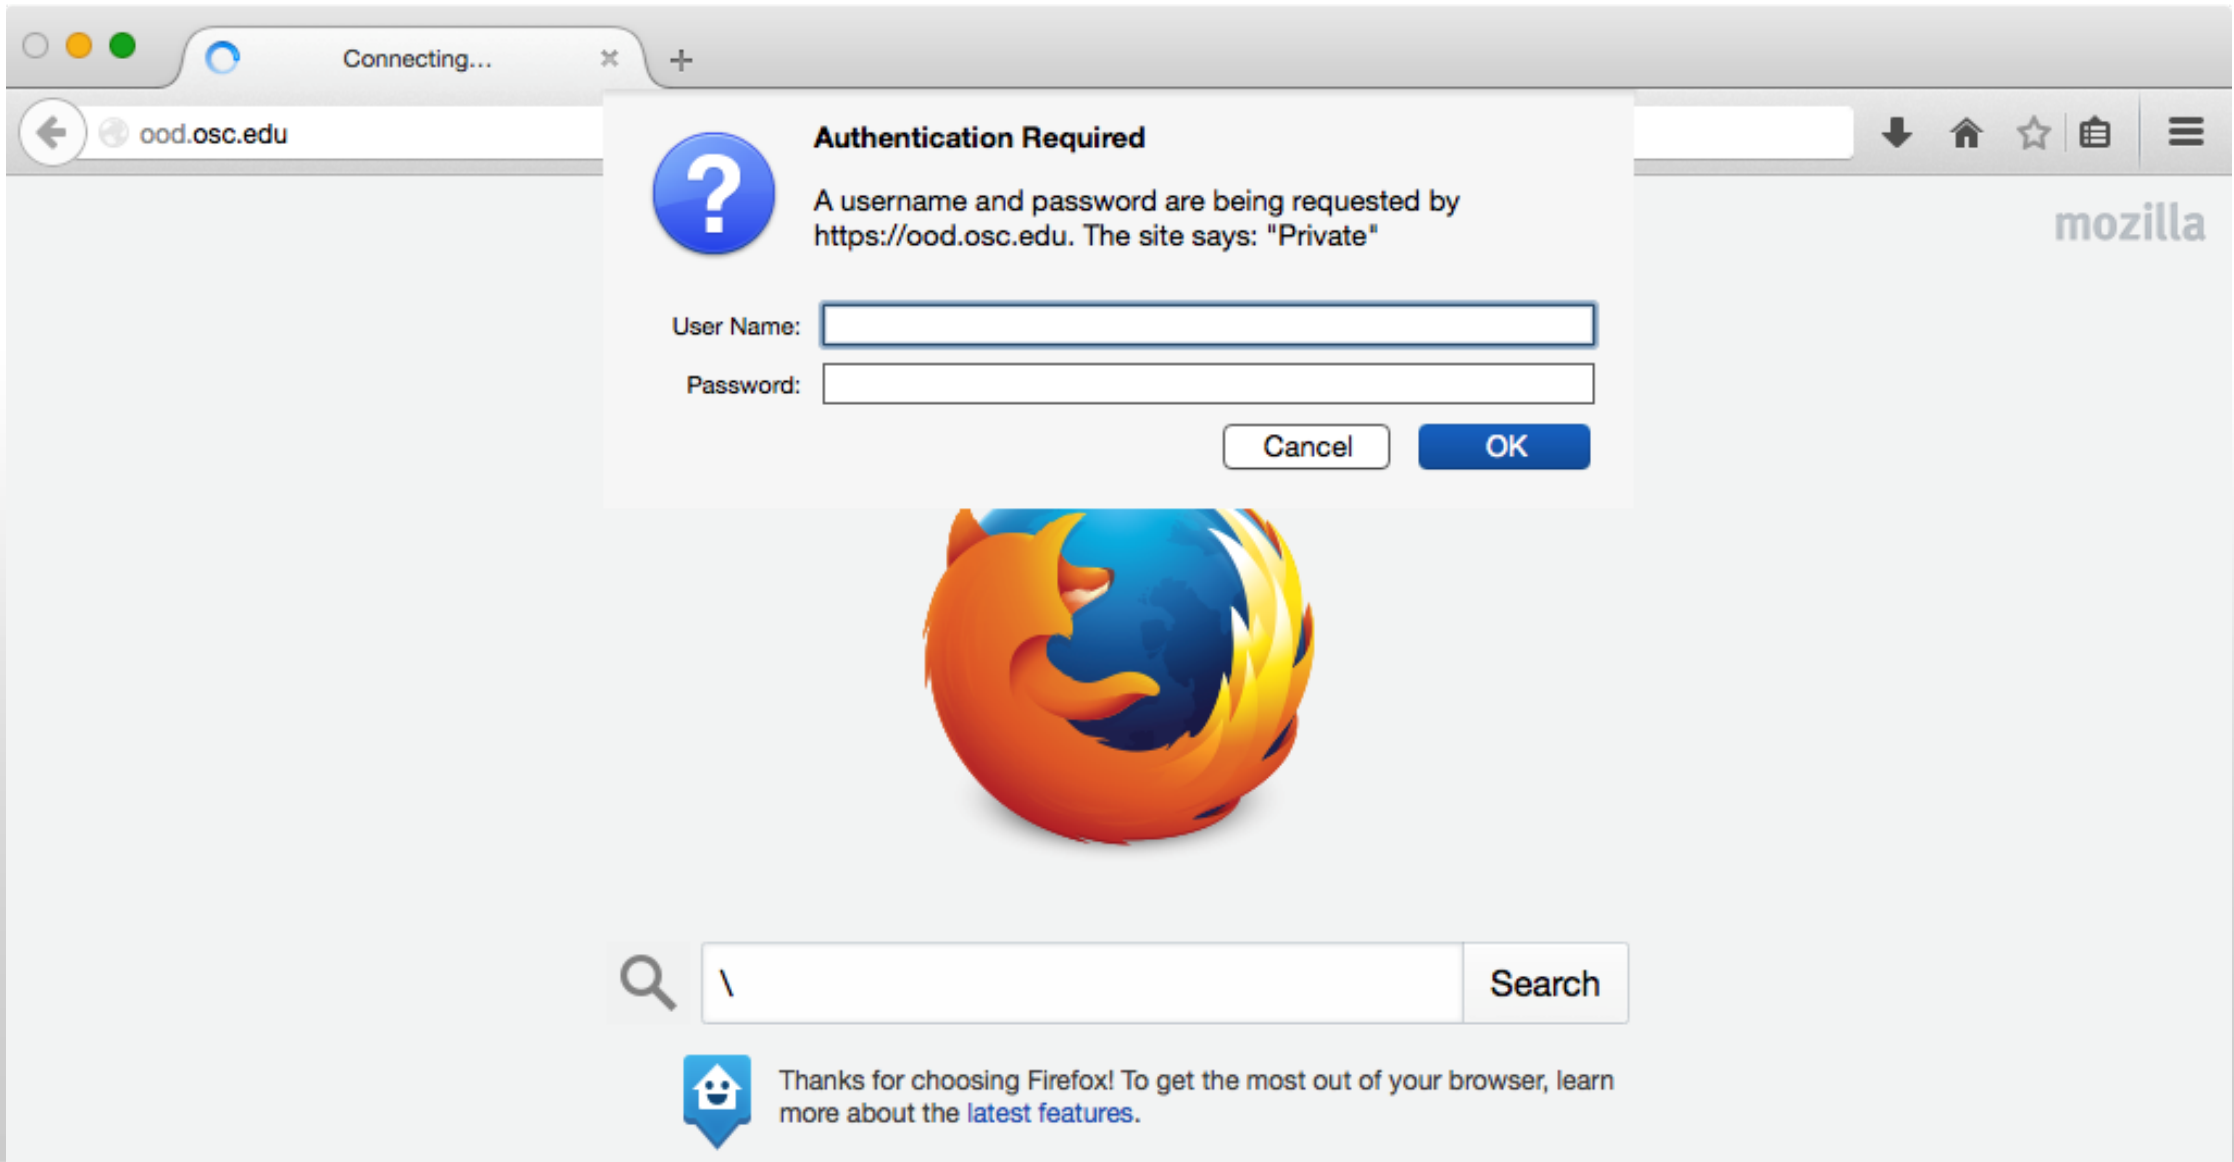 Connecting...
ood.osc.edu
Authentication Required
A username and password are being requested by
https://ood.osc.edu. The site says: "Private"
mozilla
User Name:
Password:
Cancel
OK
\
Search
Thanks for choosing Firefox! To get the most out of your browser, learn
more about the latest features.